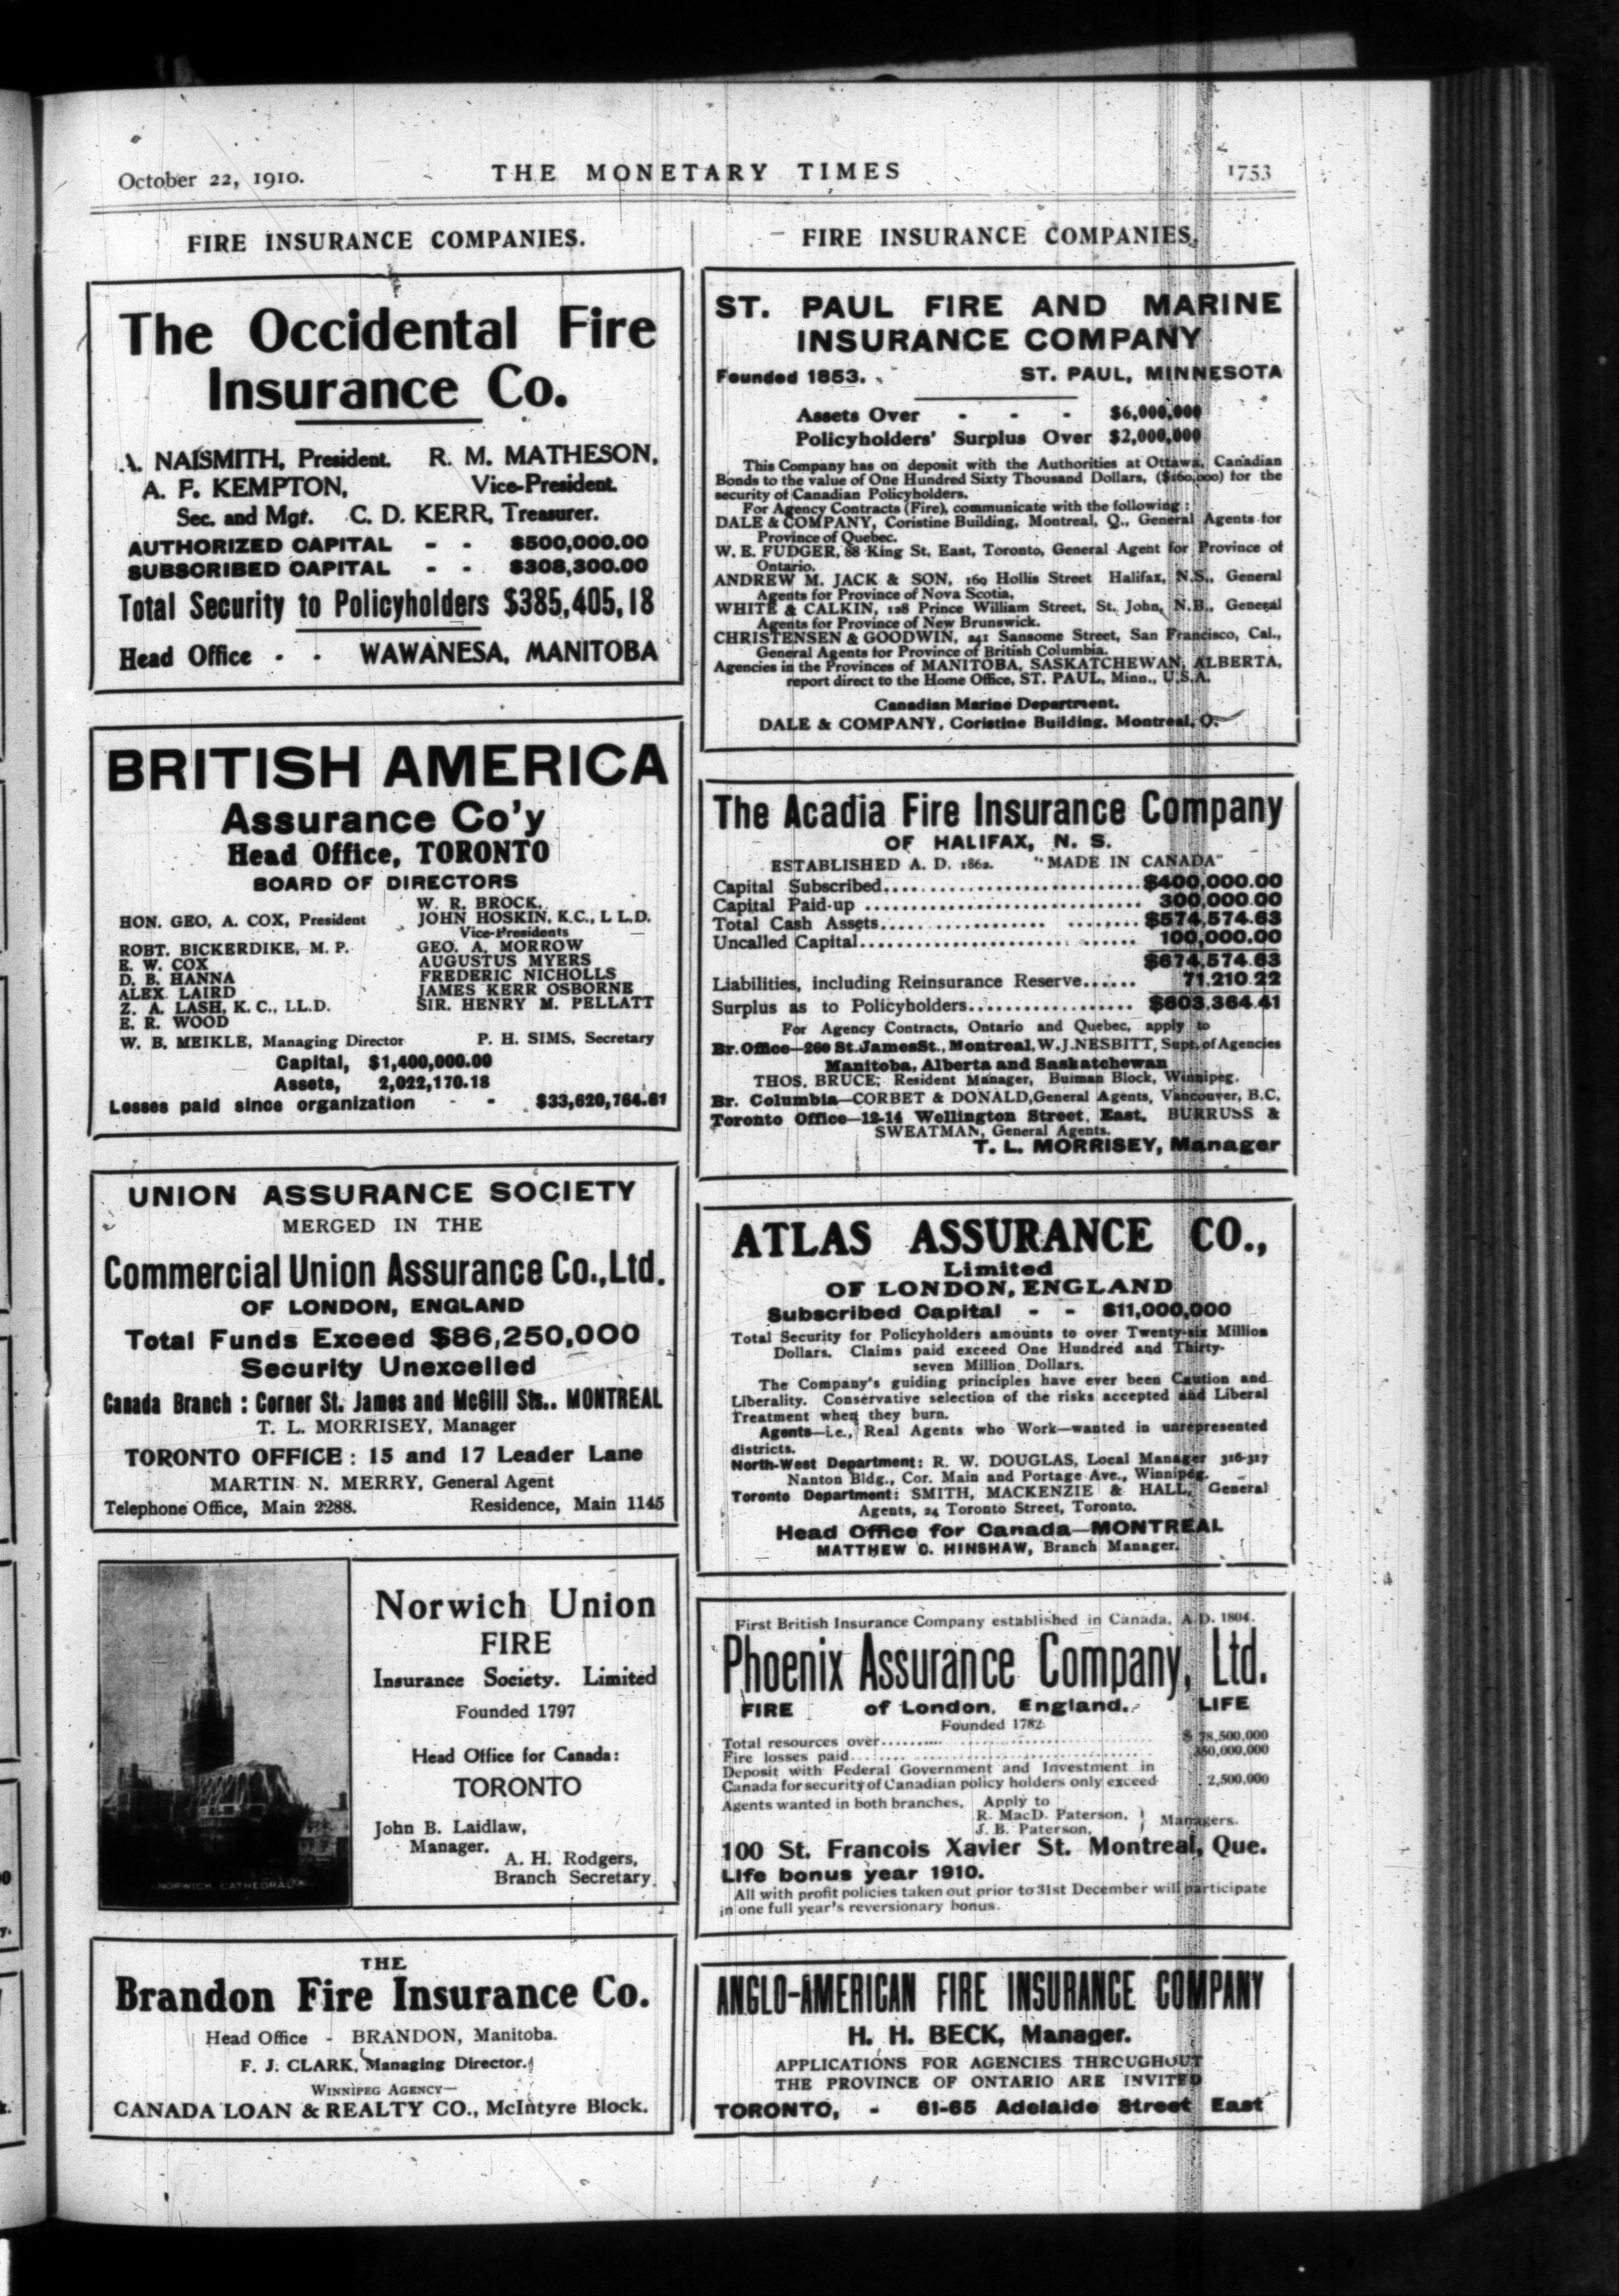 October 22, 1910.
THE MONETARY TIMES
1753
FIRE INSURANCE COMPANIES.
The Occidental Fire
Insurance Co.
A. NAISMITH, President. R. M. MATHESON,
A. F. KEMPTON, Vice-President.
Sec. and Mgt. C. D. KERR, Treasurer.
AUTHORIZED CAPITAL - - $500,000.00
SUBSCRIBED CAPITAL - - $308,300.00
Total Security to Policyholders $385,405,18
Head Office - - WAWANESA, MANITOBA
BRITISH AMERICA
Assurance Co'y
Head Office, TORONTO
BOARD OF DIRECTORS
W. R. BROCK,
HON. GEO, A. COX, President JOHN HOSKIN, K.C., L L.D.
Vice-Presidents
ROBT. BICKERDIKE, M. P. GEO. A. MORROW
E. W. COX AUGUSTUS MYERS
D. B. HANNA FREDERIC NICHOLLS
ALEX. LAIRD JAMES KERR OSBORNE
Z. A. LASH, K. C., LL.D. SIR. HENRY M. PELLATT
E. R. WOOD
W. B. MEIKLE, Managing Director P. H. SIMS, Secretary
Capital, $1,400,000.00
Assets, 2,022,170.18
Losses paid since organization - - $33,620,764.61
UNION ASSURANCE SOCIETY
MERGED IN THE
Commercial Union Assurance Co., Ltd.
OF LONDON, ENGLAND
Total Funds Exceed $86,250,000
Security Unexcelled
Canada Branch : Corner St. James and McGill Sts.. MONTREAL
T. L. MORRISEY, Manager
TORONTO OFFICE : 15 and 17 Leader Lane
MARTIN N. MERRY, General Agent
Telephone Office, Main 2288. Residence, Main 1145
NORWICH CATHEDRAL
Norwich Union
FIRE
Insurance Society. Limited
Founded 1797
Head Office for Canada:
TORONTO
John B. Laidlaw,
Manager.
A. H. Rodgers,
Branch Secretary.
THE
Brandon Fire Insurance Co.
Head Office - BRANDON, Manitoba.
F. J. CLARK, Managing Director.
WINNIPEG AGENCY—
CANADA LOAN & REALTY CO., McIntyre Block.
FIRE INSURANCE COMPANIES.
ST. PAUL FIRE AND MARINE
INSURANCE COMPANY
Founded 1853. ST. PAUL, MINNESOTA
Assets Over - - - $6,000,000
Policyholders' Surplus Over $2,000,000
This Company has on deposit with the Authorities at Ottawa, Canadian
Bonds to the value of One Hundred Sixty Thousand Dollars, ($160,000) for the
security of Canadian Policyholders.
For Agency Contracts (Fire), communicate with the following :
DALE & COMPANY, Coristine Building, Montreal, Q., General Agents for
Province of Quebec.
W. E. FUDGER, 88 King St, East, Toronto, General Agent for Province of
Ontario.
ANDREW M. JACK & SON, 169 Hollis Street Halifax, N.S., General
Agents for Province of Nova Scotia.
WHITE & CALKIN, 128 Prince William Street, St. John, N.B., General
Agents for Province of New Brunswick.
CHRISTENSEN & GOODWIN, 241 Sansome Street, San Francisco, Cal.,
General Agents for Province of British Columbia.
Agencies in the Provinces of MANITOBA, SASKATCHEWAN, ALBERTA,
report direct to the Home Office, ST. PAUL, Minn., U.S.A.
Canadian Marine Department.
DALE & COMPANY, Coristine Building, Montreal, Q.
The Acadia Fire Insurance Company
OF HALIFAX, N. S.
ESTABLISHED A. D. 1862. "MADE IN CANADA"
Capital Subscribed........................... $400,000.00
Capital Paid-up ........................... 300,000.00
Total Cash Assets........................... $574,574.63
Uncalled Capital........................... 100,000.00
$674,574.63
Liabilities, including Reinsurance Reserve...... 71.210.22
Surplus as to Policyholders.................. $603,364.41
For Agency Contracts, Ontario and Quebec, apply to
Br. Office—260 St. James St., Montreal, W. J. NESBITT, Supt. of Agencies
Manitoba, Alberta and Saskatchewan
THOS. BRUCE, Resident Manager, Bulman Block, Winnipeg.
Br. Columbia—CORBET & DONALD, General Agents, Vancouver, B.C.
Toronto Office—12-14 Wellington Street, East, BURRUSS &
SWEATMAN, General Agents.
T. L. MORRISEY, Manager
ATLAS ASSURANCE CO.,
Limited
OF LONDON, ENGLAND
Subscribed Capital - - $11,000,000
Total Security for Policyholders amounts to over Twenty-six Million
Dollars. Claims paid exceed One Hundred and Thirty-
seven Million Dollars.
The Company's guiding principles have ever been Caution and
Liberality. Conservative selection of the risks accepted and Liberal
Treatment when they burn.
Agents—i.e., Real Agents who Work—wanted in unrepresented
districts.
North-West Department: R. W. DOUGLAS, Local Manager 316-317
Nanton Bldg., Cor. Main and Portage Ave., Winnipeg.
Toronto Department: SMITH, MACKENZIE & HALL, General
Agents, 24 Toronto Street, Toronto.
Head Office for Canada—MONTREAL
MATTHEW C. HINSHAW, Branch Manager.
First British Insurance Company established in Canada, A.D. 1804.
Phoenix Assurance Company, Ltd.
FIRE of London, England. LIFE
Founded 1782
Total resources over.......... $ 78,500,000
Fire losses paid.......... 350,000,000
Deposit with Federal Government and Investment in
Canada for security of Canadian policy holders only exceed 2,500,000
Agents wanted in both branches. Apply to
R. MacD. Paterson,
J. B. Paterson, } Managers.
100 St. Francois Xavier St. Montreal, Que.
Life bonus year 1910.
All with profit policies taken out prior to 31st December will participate
in one full year's reversionary bonus.
ANGLO-AMERICAN FIRE INSURANCE COMPANY
H. H. BECK, Manager.
APPLICATIONS FOR AGENCIES THROUGHOUT
THE PROVINCE OF ONTARIO ARE INVITED
TORONTO, - 61-65 Adelaide Street East